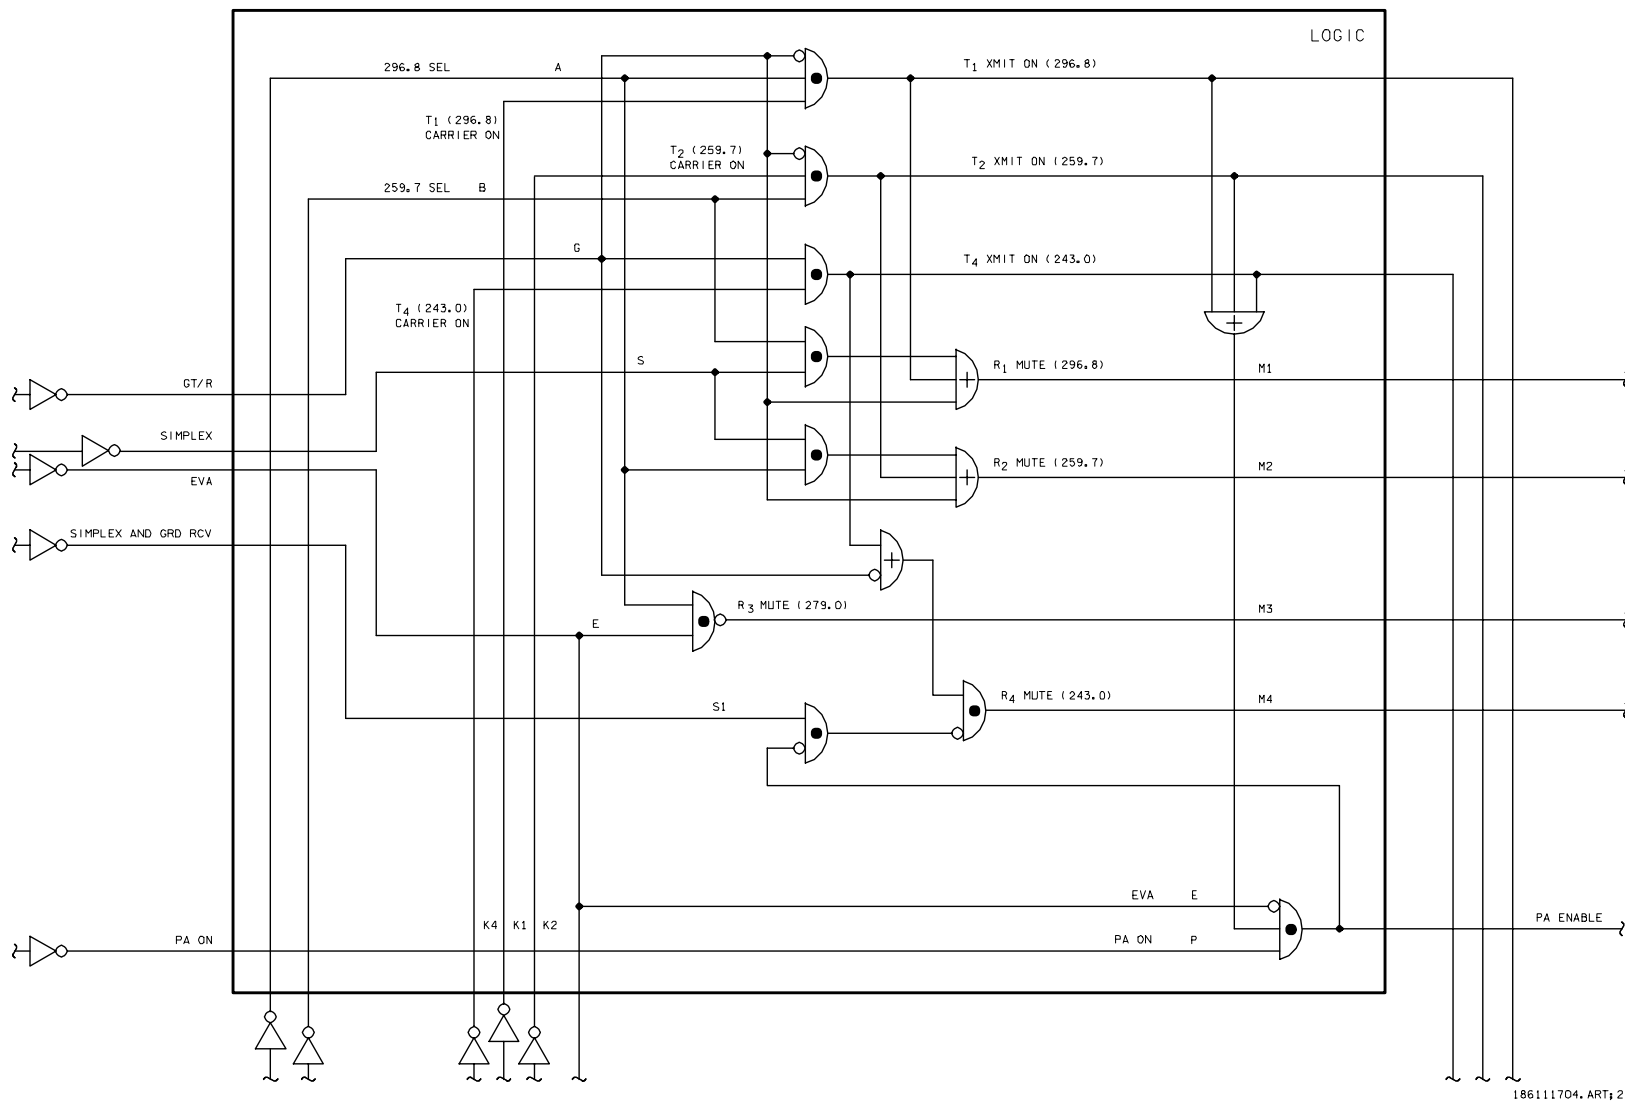 LOGIC
296.8 SEL A
T1 XMIT ON (296.8)
T1 (296.8)
CARRIER ON
T2 (259.7)
CARRIER ON
T2 XMIT ON (259.7)
259.7 SEL B
G
T4 XMIT ON (243.0)
T4 (243.0)
CARRIER ON
S
R1 MUTE (296.8)
M1
GT/R
SIMPLEX
R2 MUTE (259.7)
M2
EVA
SIMPLEX AND GRD RCV
R3 MUTE (279.0)
M3
E
R4 MUTE (243.0)
M4
S1
EVA E
K4 K1 K2
PA ENABLE
PA ON
PA ON P
186111704.ART;2